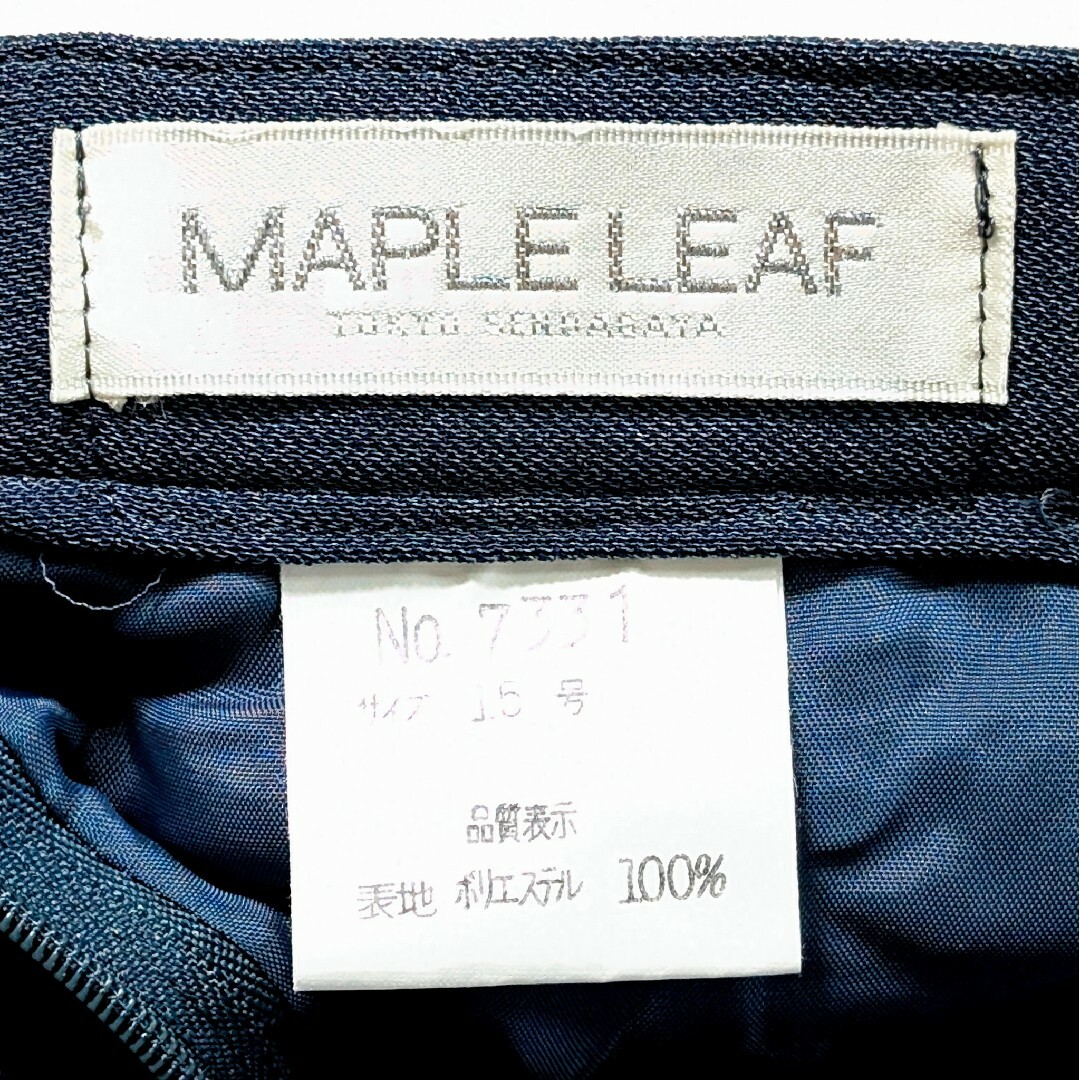 MAPLE LEAF
TOKYO SENDAGAYA
No. 7331
サイズ 15 号
品質表示
表地 ポリエステル 100%